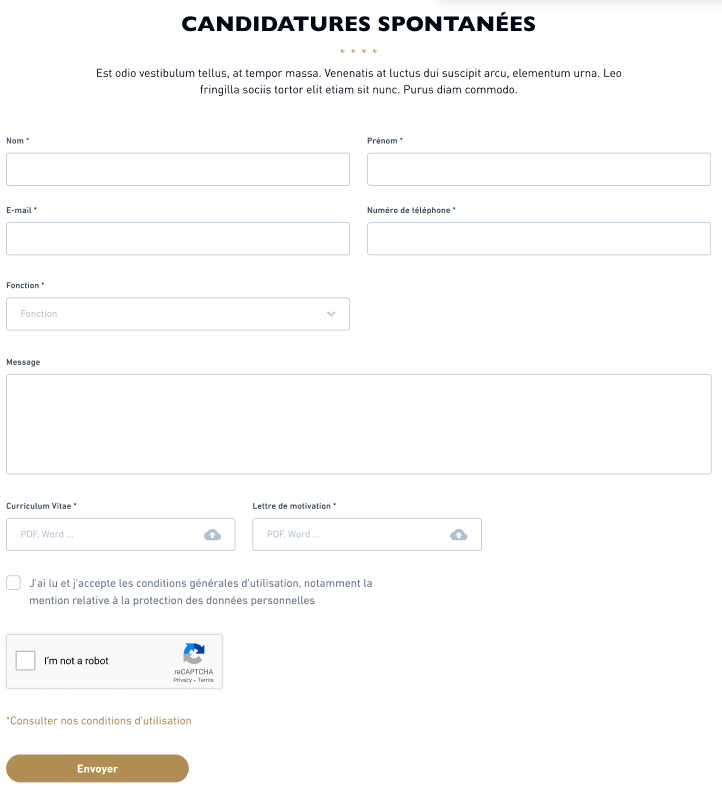 CANDIDATURES SPONTANÉES
Est odio vestibulum tellus, at tempor massa. Venenatis at luctus dui suscipit arcu, elementum urna. Leo
fringilla sociis tortor elit etiam sit nunc. Purus diam commodo.
Nom *
Prénom *
E-mail *
Numéro de téléphone *
Fonction *
Fonction
Message
Curriculum Vitae *
Lettre de motivation *
PDF, Word ...
PDF, Word ...
J'ai lu et j'accepte les conditions générales d'utilisation, notamment la
mention relative à la protection des données personnelles
I'm not a robot
reCAPTCHA
Privacy - Terms
*Consulter nos conditions d'utilisation
Envoyer